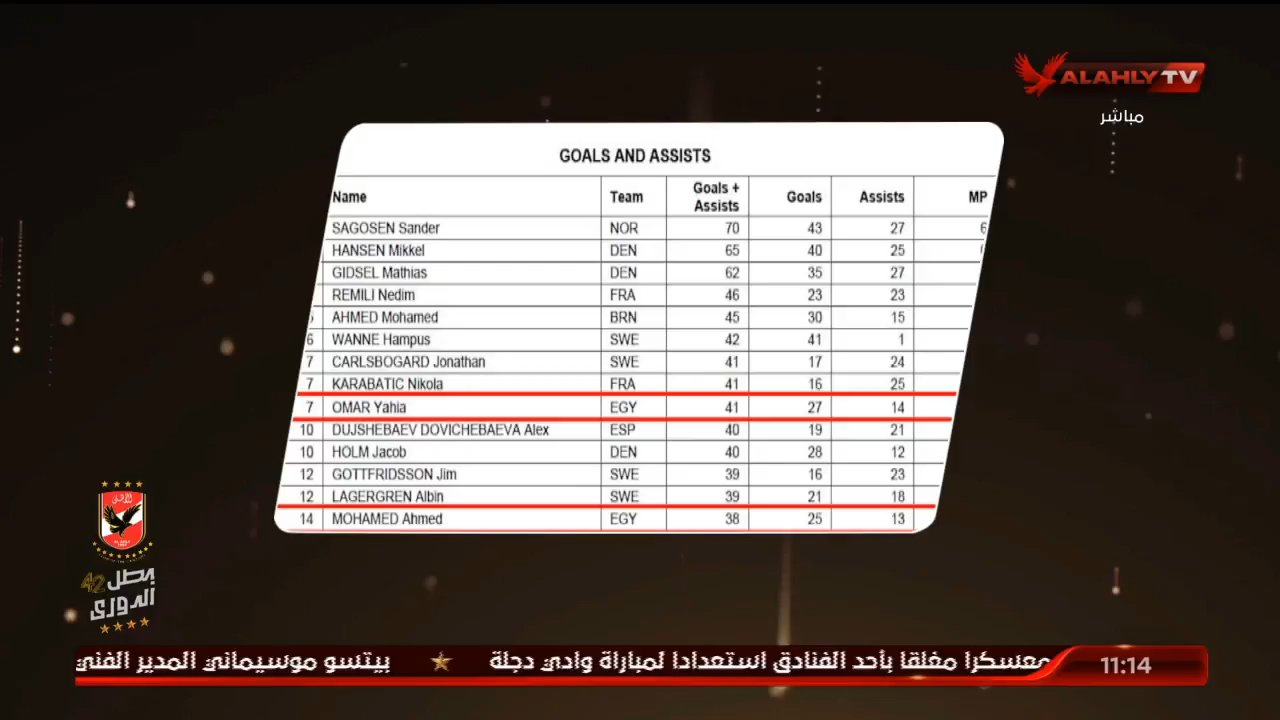 ALAHLY TV
مباشر
GOALS AND ASSISTS
Name Team Goals + Assists Goals Assists MP
SAGOSEN Sander NOR 70 43 27 6
HANSEN Mikkel DEN 65 40 25
GIDSEL Mathias DEN 62 35 27
REMILI Nedim FRA 46 23 23
AHMED Mohamed BRN 45 30 15
6 WANNE Hampus SWE 42 41 1
7 CARLSBOGARD Jonathan SWE 41 17 24
7 KARABATIC Nikola FRA 41 16 25
7 OMAR Yahia EGY 41 27 14
10 DUJSHEBAEV DOVICHEBAEVA Alex ESP 40 19 21
10 HOLM Jacob DEN 40 28 12
12 GOTTFRIDSSON Jim SWE 39 16 23
12 LAGERGREN Albin SWE 39 21 18
14 MOHAMED Ahmed EGY 38 25 13
الأهلي
بطل 42
الدوري
معسكرا مغلقا بأحد الفنادق استعدادا لمباراة وادي دجلة
بيتسو موسيماني المدير الفني
11:14